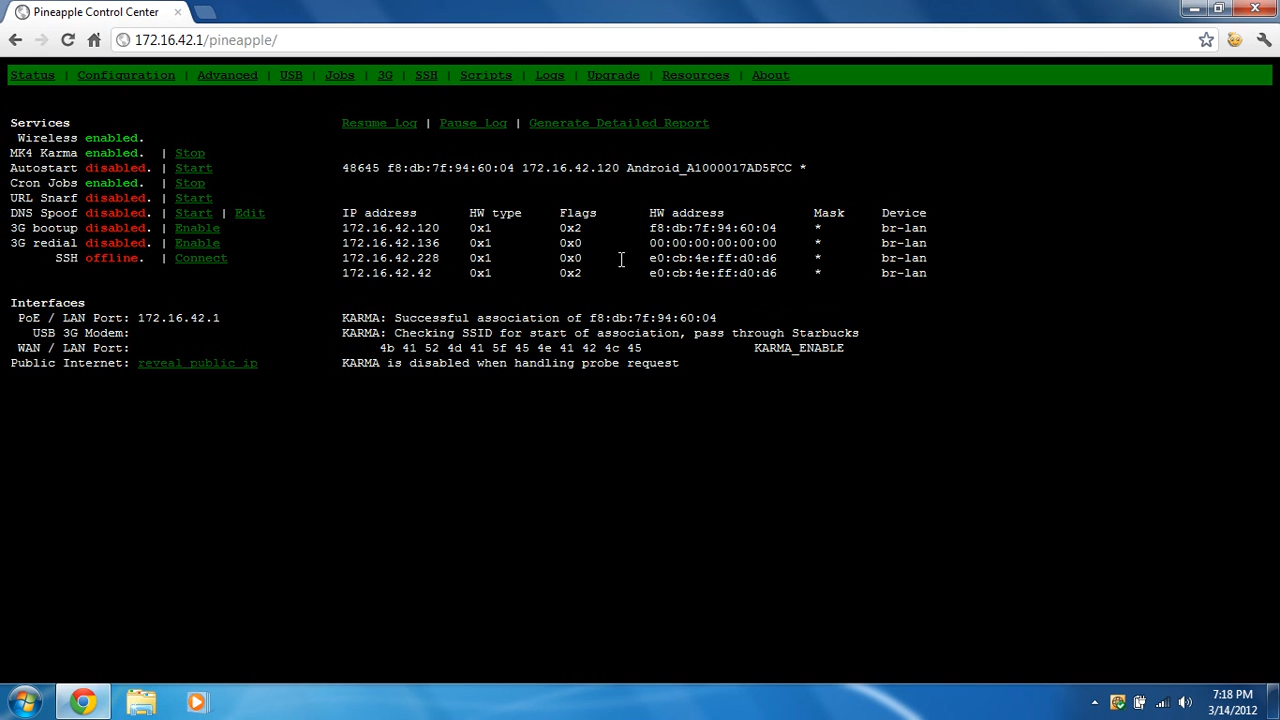 Pineapple Control Center
172.16.42.1/pineapple/
Status | Configuration | Advanced | USB | Jobs | 3G | SSH | Scripts | Logs | Upgrade | Resources | About
Services
Wireless enabled.
MK4 Karma enabled. | Stop
Autostart disabled. | Start
Cron Jobs enabled. | Stop
URL Snarf disabled. | Start
DNS Spoof disabled. | Start | Edit
3G bootup disabled. | Enable
3G redial disabled. | Enable
SSH offline. | Connect
Interfaces
PoE / LAN Port: 172.16.42.1
USB 3G Modem:
WAN / LAN Port:
Public Internet: reveal public ip
Resume Log | Pause Log | Generate Detailed Report
48645 f8:db:7f:94:60:04 172.16.42.120 Android_A1000017AD5FCC *
IP address HW type Flags HW address Mask Device
172.16.42.120 0x1 0x2 f8:db:7f:94:60:04 * br-lan
172.16.42.136 0x1 0x0 00:00:00:00:00:00 * br-lan
172.16.42.228 0x1 0x0 e0:cb:4e:ff:d0:d6 * br-lan
172.16.42.42 0x1 0x2 e0:cb:4e:ff:d0:d6 * br-lan
KARMA: Successful association of f8:db:7f:94:60:04
KARMA: Checking SSID for start of association, pass through Starbucks
4b 41 52 4d 41 5f 45 4e 41 42 4c 45 KARMA_ENABLE
KARMA is disabled when handling probe request
7:18 PM
3/14/2012